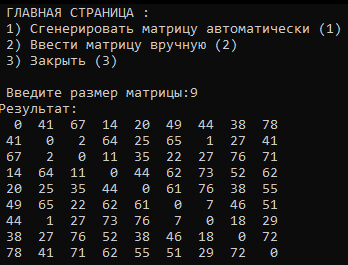 ГЛАВНАЯ СТРАНИЦА :
1) Сгенерировать матрицу автоматически (1)
2) Ввести матрицу вручную (2)
3) Закрыть (3)
Введите размер матрицы:9
Результат:
0 41 67 14 20 49 44 38 78
41 0 2 64 25 65 1 27 41
67 2 0 11 35 22 27 76 71
14 64 11 0 44 62 73 52 62
20 25 35 44 0 61 76 38 55
49 65 22 62 61 0 7 46 51
44 1 27 73 76 7 0 18 29
38 27 76 52 38 46 18 0 72
78 41 71 62 55 51 29 72 0